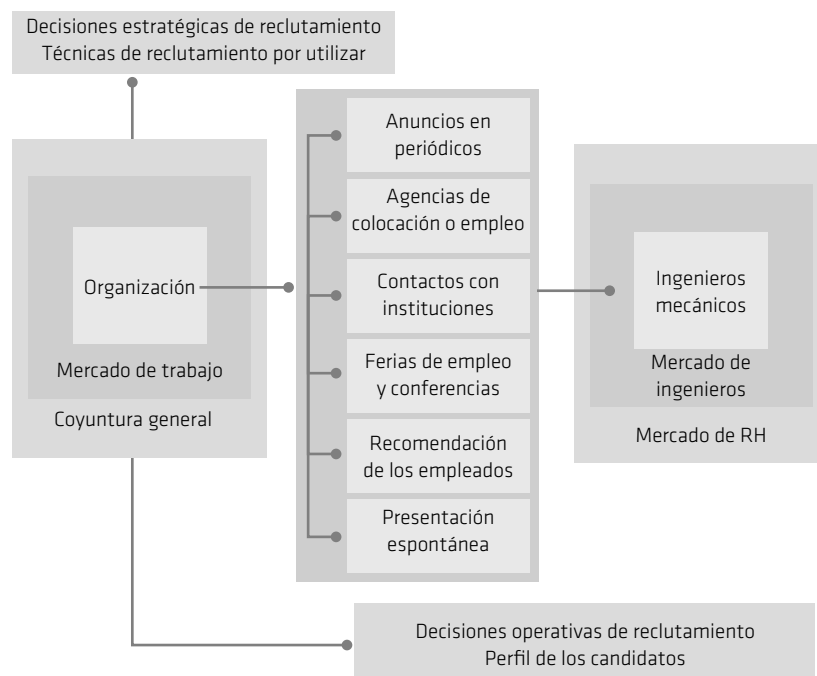 Decisiones estratégicas de reclutamiento
Técnicas de reclutamiento por utilizar
Organización
Mercado de trabajo
Coyuntura general
Anuncios en
periódicos
Agencias de
colocación o empleo
Contactos con
instituciones
Ferias de empleo
y conferencias
Recomendación
de los empleados
Presentación
espontánea
Ingenieros
mecánicos
Mercado de
ingenieros
Mercado de RH
Decisiones operativas de reclutamiento
Perfil de los candidatos